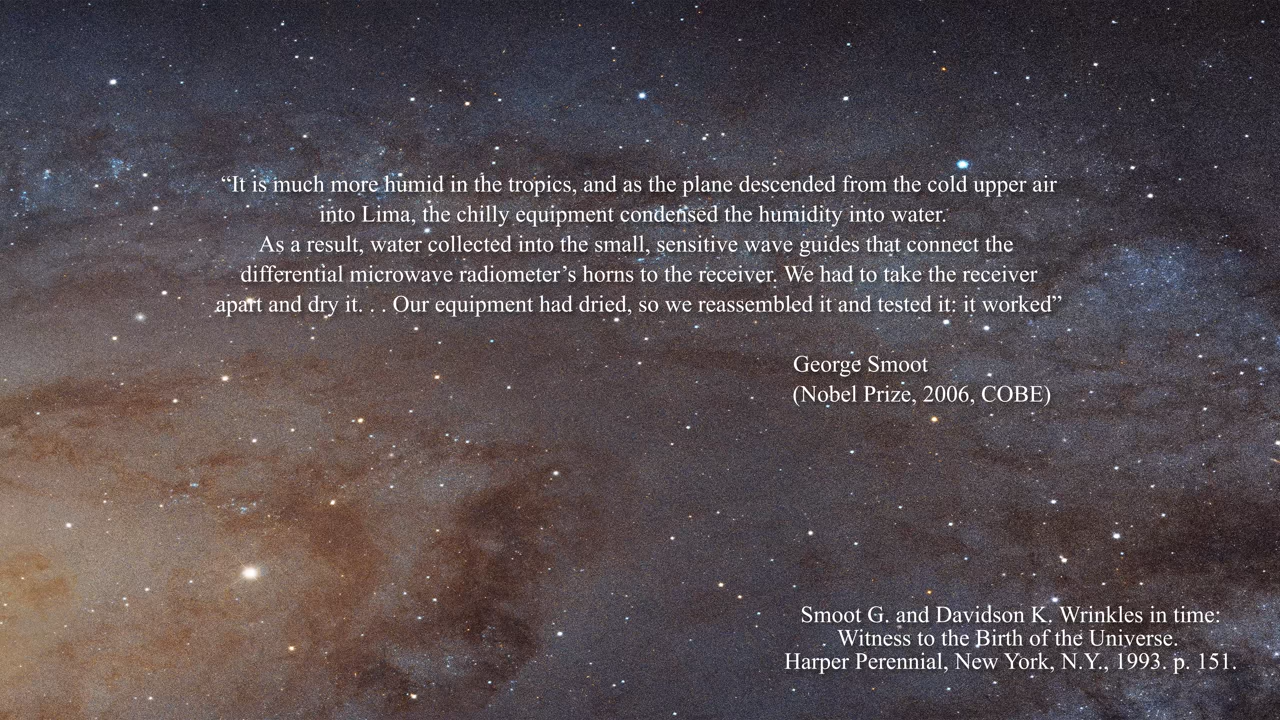 “It is much more humid in the tropics, and as the plane descended from the cold upper air
into Lima, the chilly equipment condensed the humidity into water.
As a result, water collected into the small, sensitive wave guides that connect the
differential microwave radiometer’s horns to the receiver. We had to take the receiver
apart and dry it. . . Our equipment had dried, so we reassembled it and tested it: it worked”
George Smoot
(Nobel Prize, 2006, COBE)
Smoot G. and Davidson K. Wrinkles in time:
Witness to the Birth of the Universe.
Harper Perennial, New York, N.Y., 1993. p. 151.